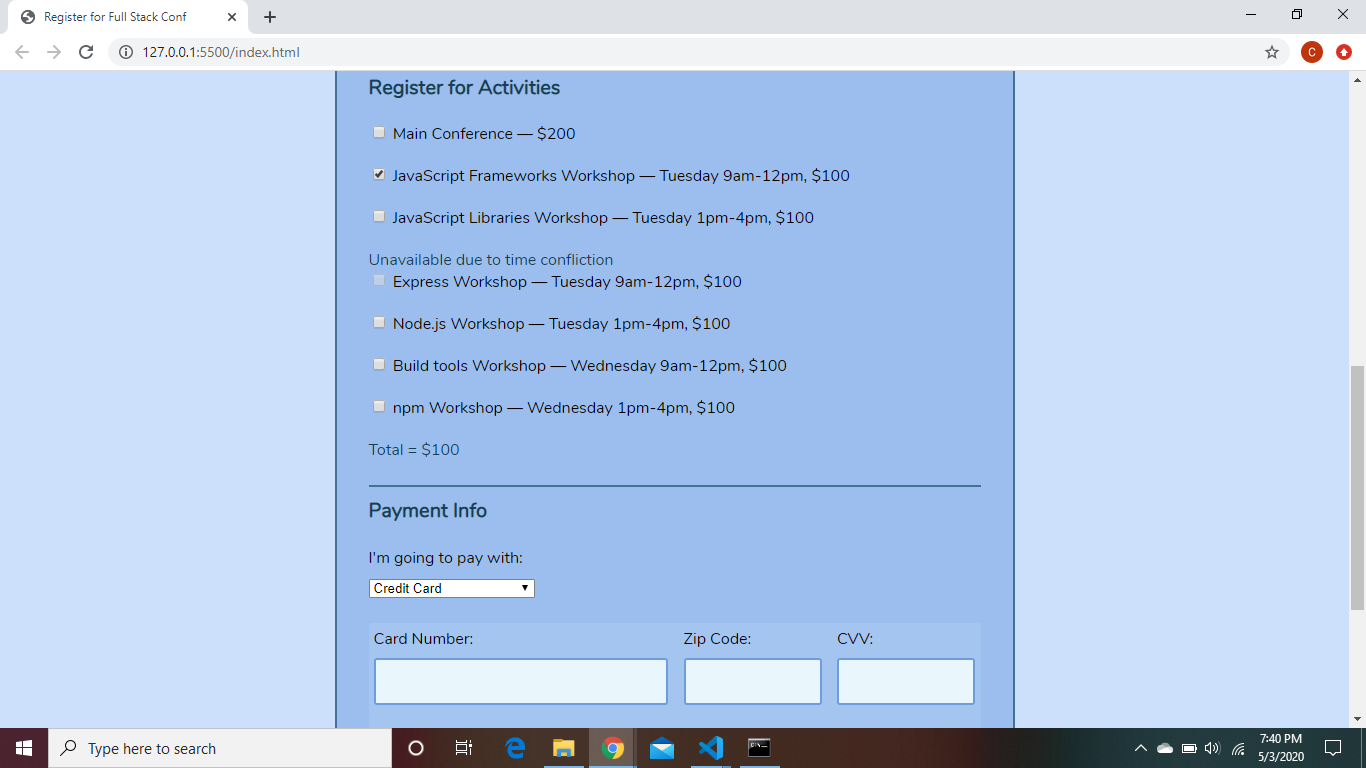 Register for Full Stack Conf
127.0.0.1:5500/index.html
C
Register for Activities
Main Conference — $200
JavaScript Frameworks Workshop — Tuesday 9am-12pm, $100
JavaScript Libraries Workshop — Tuesday 1pm-4pm, $100
Unavailable due to time confliction
Express Workshop — Tuesday 9am-12pm, $100
Node.js Workshop — Tuesday 1pm-4pm, $100
Build tools Workshop — Wednesday 9am-12pm, $100
npm Workshop — Wednesday 1pm-4pm, $100
Total = $100
Payment Info
I'm going to pay with:
Credit Card
Card Number: Zip Code: CVV:
Type here to search
7:40 PM
5/3/2020